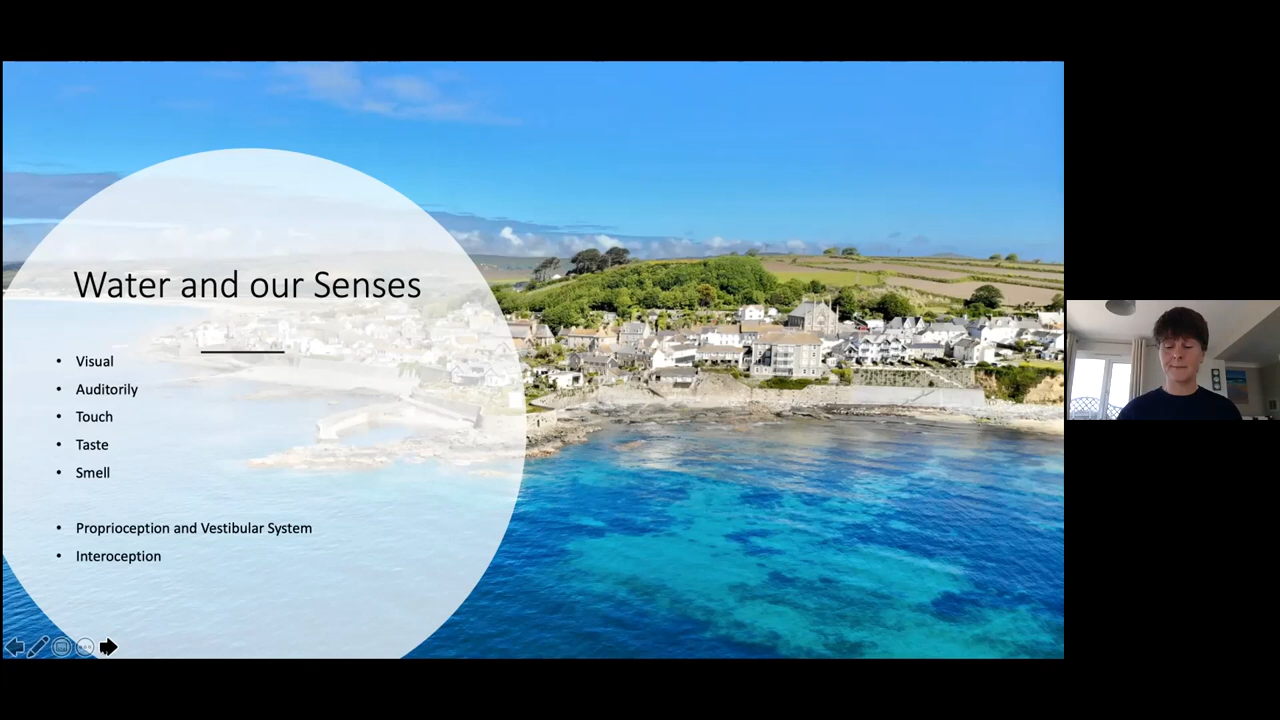 Water and our Senses
• Visual
• Auditorily
• Touch
• Taste
• Smell
• Proprioception and Vestibular System
• Interoception